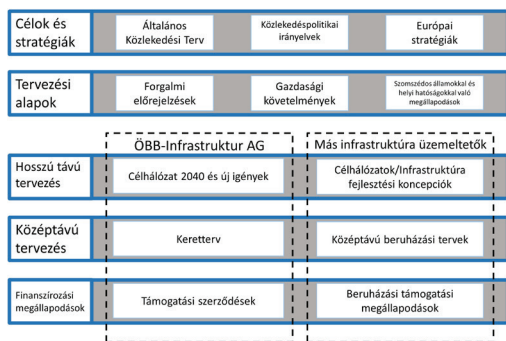 Célok és
stratégiák
Általános
Közlekedési Terv
Közlekedéspolitikai
irányelvek
Európai
stratégiák
Tervezési
alapok
Forgalmi
előrejelzések
Gazdasági
követelmények
Szomszédos államokkal és
helyi hatóságokkal való
megállapodások
ÖBB-Infrastruktur AG
Más infrastruktúra üzemeltetők
Hosszú távú
tervezés
Célhálózat 2040 és új igények
Célhálózatok/Infrastruktúra
fejlesztési koncepciók
Középtávú
tervezés
Keretterv
Középtávú beruházási tervek
Finanszírozási
megállapodások
Támogatási szerződések
Beruházási támogatási
megállapodások